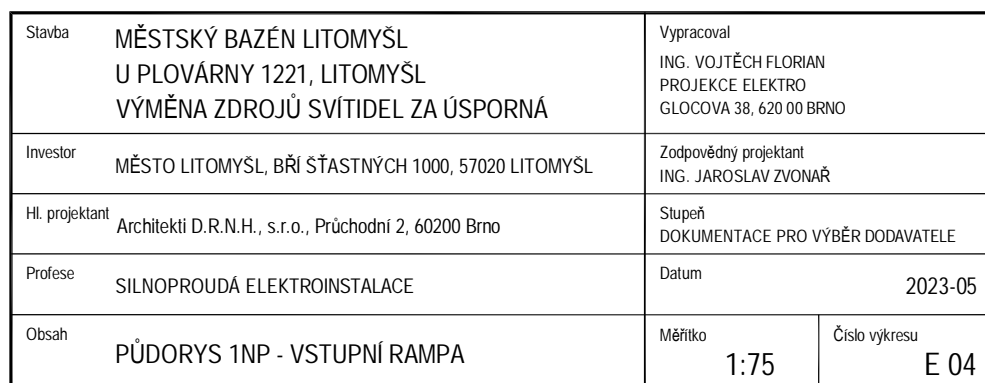 Stavba
MĚSTSKÝ BAZÉN LITOMYŠL
U PLOVÁRNY 1221, LITOMYŠL
VÝMĚNA ZDROJŮ SVÍTIDEL ZA ÚSPORNÁ
Vypracoval
ING. VOJTĚCH FLORIAN
PROJEKCE ELEKTRO
GLOCOVA 38, 620 00 BRNO
Investor
MĚSTO LITOMYŠL, BŘÍ ŠŤASTNÝCH 1000, 57020 LITOMYŠL
Zodpovědný projektant
ING. JAROSLAV ZVONAŘ
Hl. projektant
Architekti D.R.N.H., s.r.o., Průchodní 2, 60200 Brno
Stupeň
DOKUMENTACE PRO VÝBĚR DODAVATELE
Profese
SILNOPROUDÁ ELEKTROINSTALACE
Datum
2023-05
Obsah
PŮDORYS 1NP - VSTUPNÍ RAMPA
Měřítko
1:75
Číslo výkresu
E 04